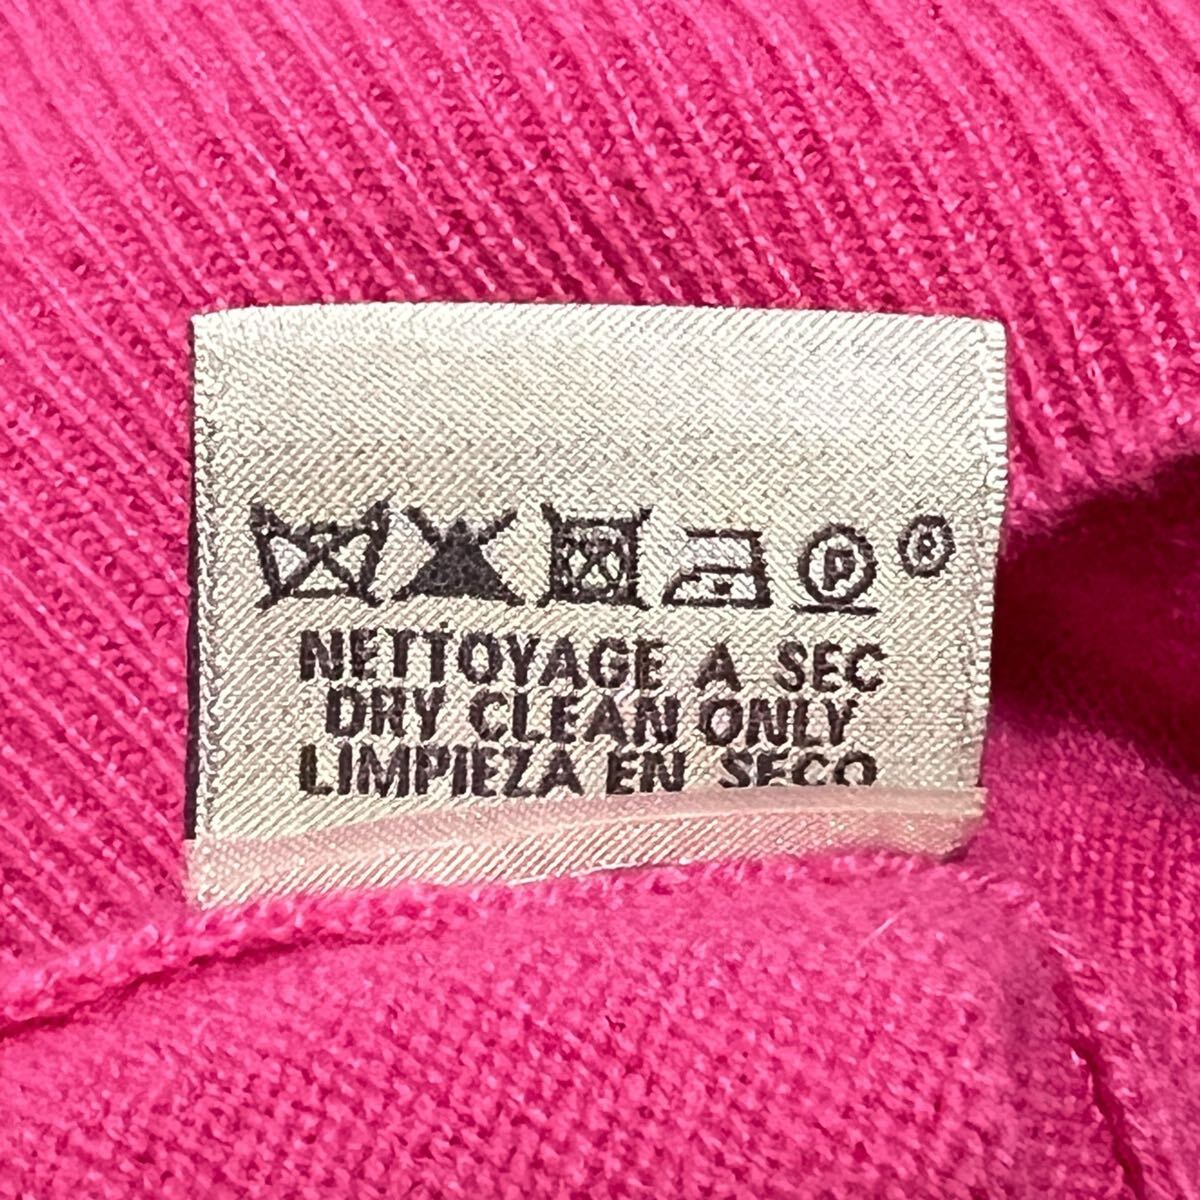 P ®
NETTOYAGE A SEC
DRY CLEAN ONLY
LIMPIEZA EN SECO